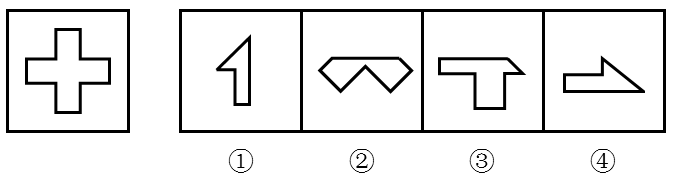 ① ② ③ ④